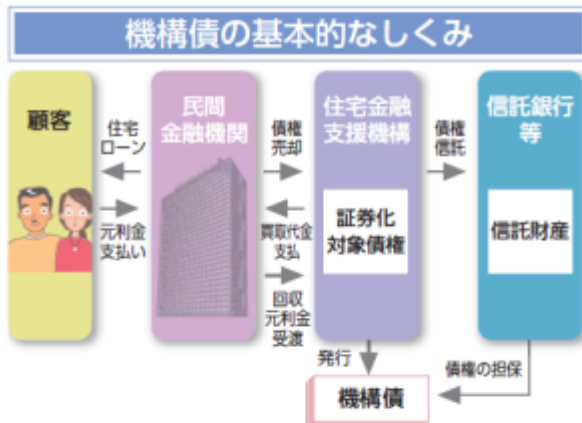 機構債の基本的なしくみ
顧客
住宅
ローン
元利金
支払い
民間
金融機関
債権
売却
買取代金
支払
回収
元利金
受渡
住宅金融
支援機構
証券化
対象債権
債権
信託
信託銀行
等
信託財産
発行
債権の担保
機構債